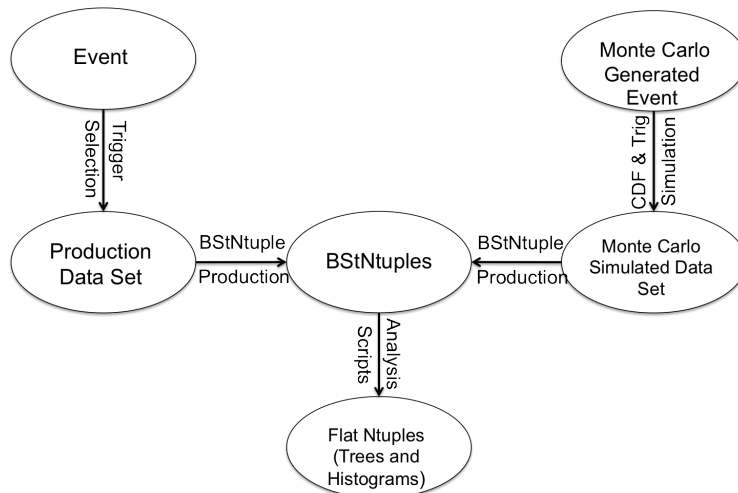 Event
Monte Carlo
Generated
Event
Trigger
Selection
CDF & Trig
Simulation
Production
Data Set
BStNtuple
Production
BStNtuples
BStNtuple
Production
Monte Carlo
Simulated Data
Set
Analysis
Scripts
Flat Ntuples
(Trees and
Histograms)